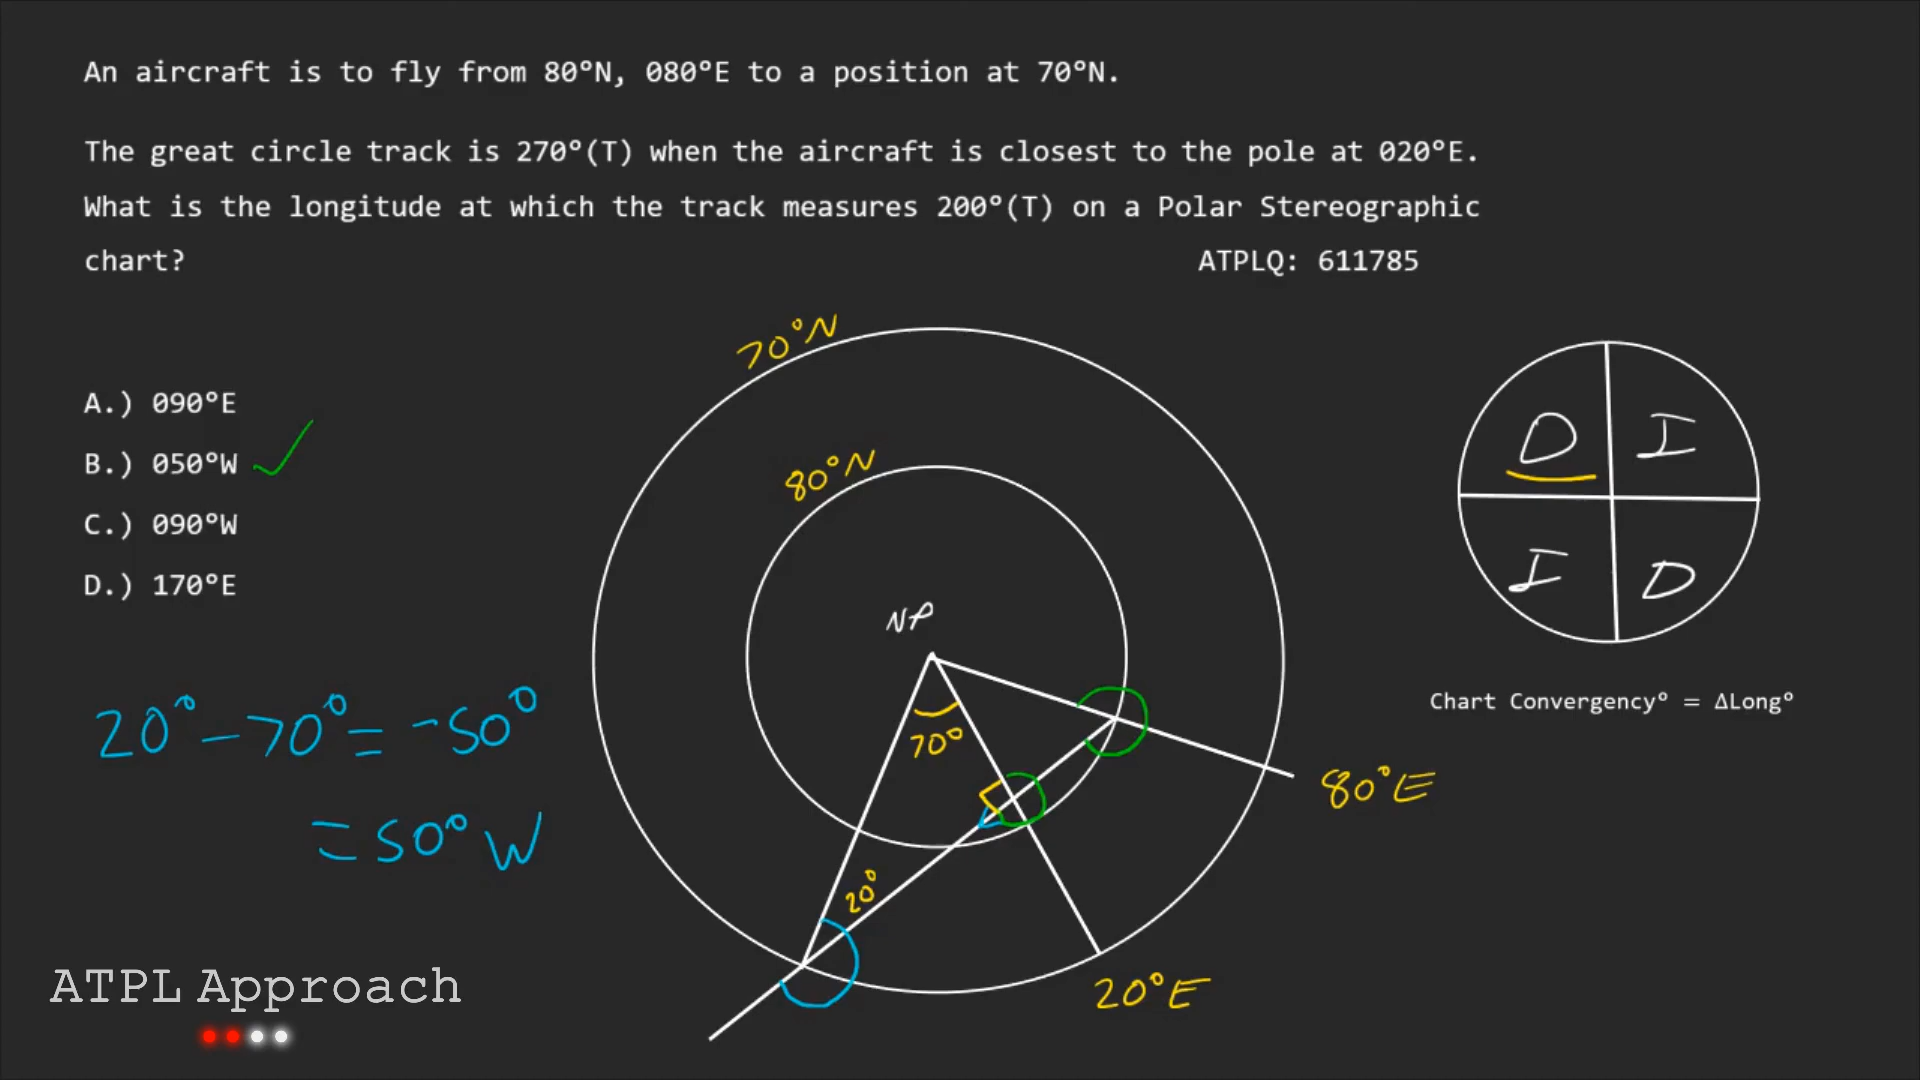 An aircraft is to fly from 80°N, 080°E to a position at 70°N.
The great circle track is 270°(T) when the aircraft is closest to the pole at 020°E.
What is the longitude at which the track measures 200°(T) on a Polar Stereographic
chart?
ATPLQ: 611785
A.) 090°E
B.) 050°W
C.) 090°W
D.) 170°E
70°N
80°N
NP
70°
20°
80°E
20°E
D I
I D
Chart Convergency° = ΔLong°
20° - 70° = -50°
= 50° W
ATPL Approach